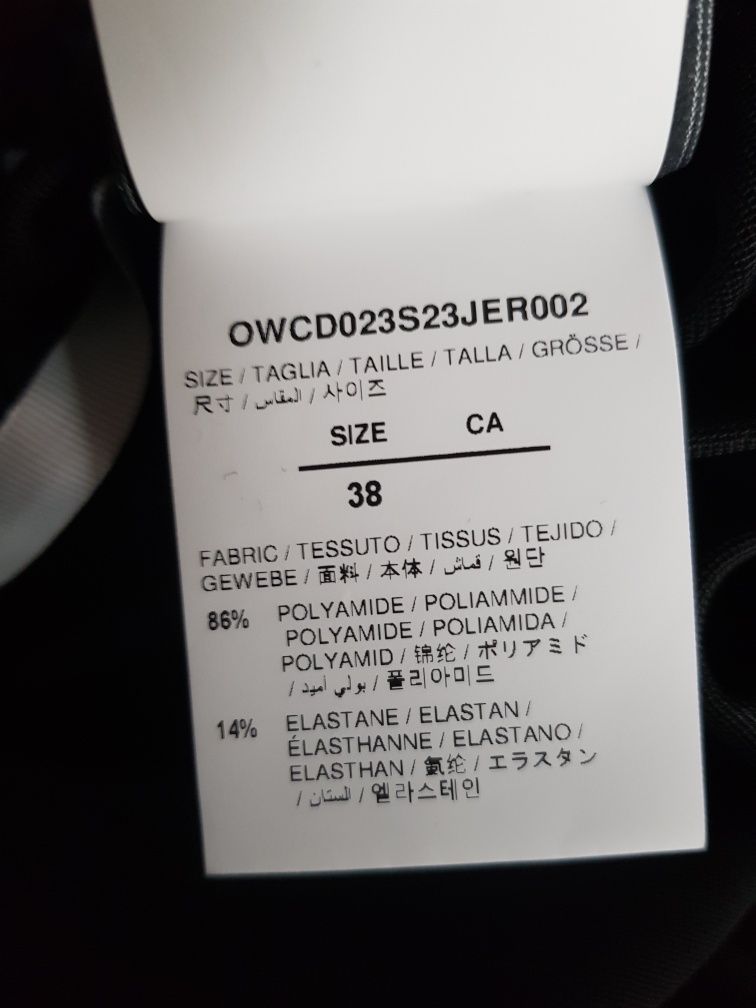 OWCD023S23JER002
SIZE / TAGLIA / TAILLE / TALLA / GRÖSSE /
尺寸 / المقاس / 사이즈
SIZE CA
38
FABRIC / TESSUTO / TISSUS / TEJIDO /
GEWEBE / 面料 / 本体 / قماش / 원단
86% POLYAMIDE / POLIAMMIDE /
POLYAMIDE / POLIAMIDA /
POLYAMID / 锦纶 / ポリアミド
/ بولي أميد / 폴리아미드
14% ELASTANE / ELASTAN /
ÉLASTHANNE / ELASTANO /
ELASTHAN / 氨纶 / エラスタン
/ الستان / 엘라스테인